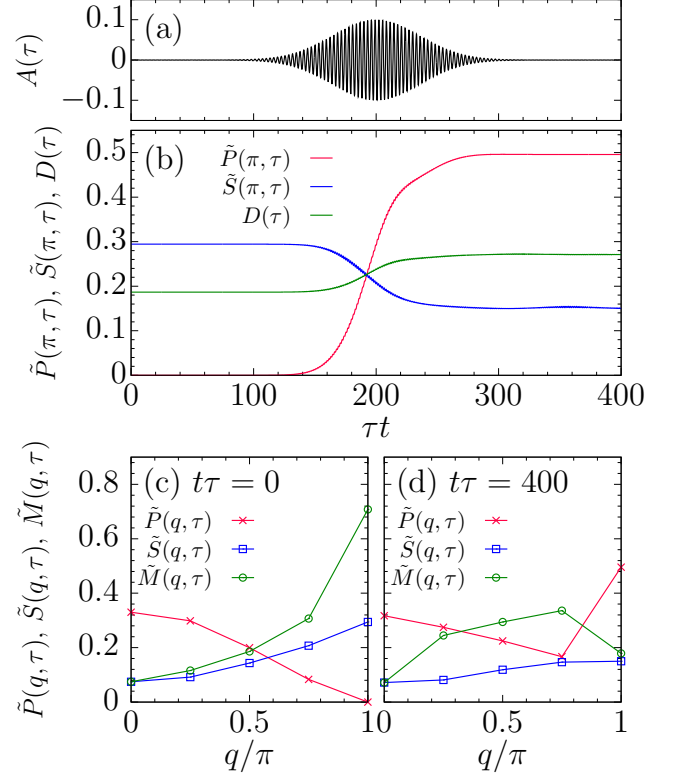 0.1
0
−0.1
A(τ)
(a)
0.5
0.3
0.2
0.1
0
P̃(π, τ), S̃(π, τ), D(τ)
(b)
P̃(π, τ)
S̃(π, τ)
D(τ)
0 100 200 300 400
τt
0.8
0.6
0.4
0.2
0
P̃(q, τ), S̃(q, τ), M̃(q, τ)
(c) tτ = 0
P̃(q, τ)
S̃(q, τ)
M̃(q, τ)
0 0.5 1
q/π
(d) tτ = 400
P̃(q, τ)
S̃(q, τ)
M̃(q, τ)
0 0.5 1
q/π